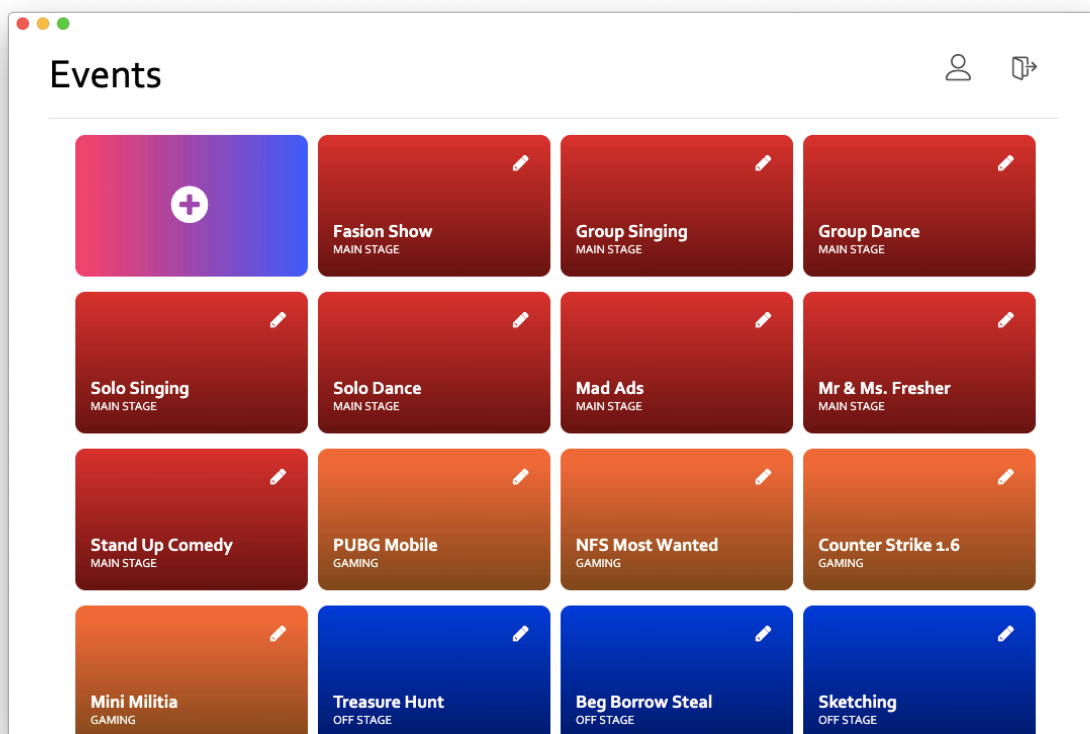 Events
Fasion Show
MAIN STAGE
Group Singing
MAIN STAGE
Group Dance
MAIN STAGE
Solo Singing
MAIN STAGE
Solo Dance
MAIN STAGE
Mad Ads
MAIN STAGE
Mr & Ms. Fresher
MAIN STAGE
Stand Up Comedy
MAIN STAGE
PUBG Mobile
GAMING
NFS Most Wanted
GAMING
Counter Strike 1.6
GAMING
Mini Militia
GAMING
Treasure Hunt
OFF STAGE
Beg Borrow Steal
OFF STAGE
Sketching
OFF STAGE